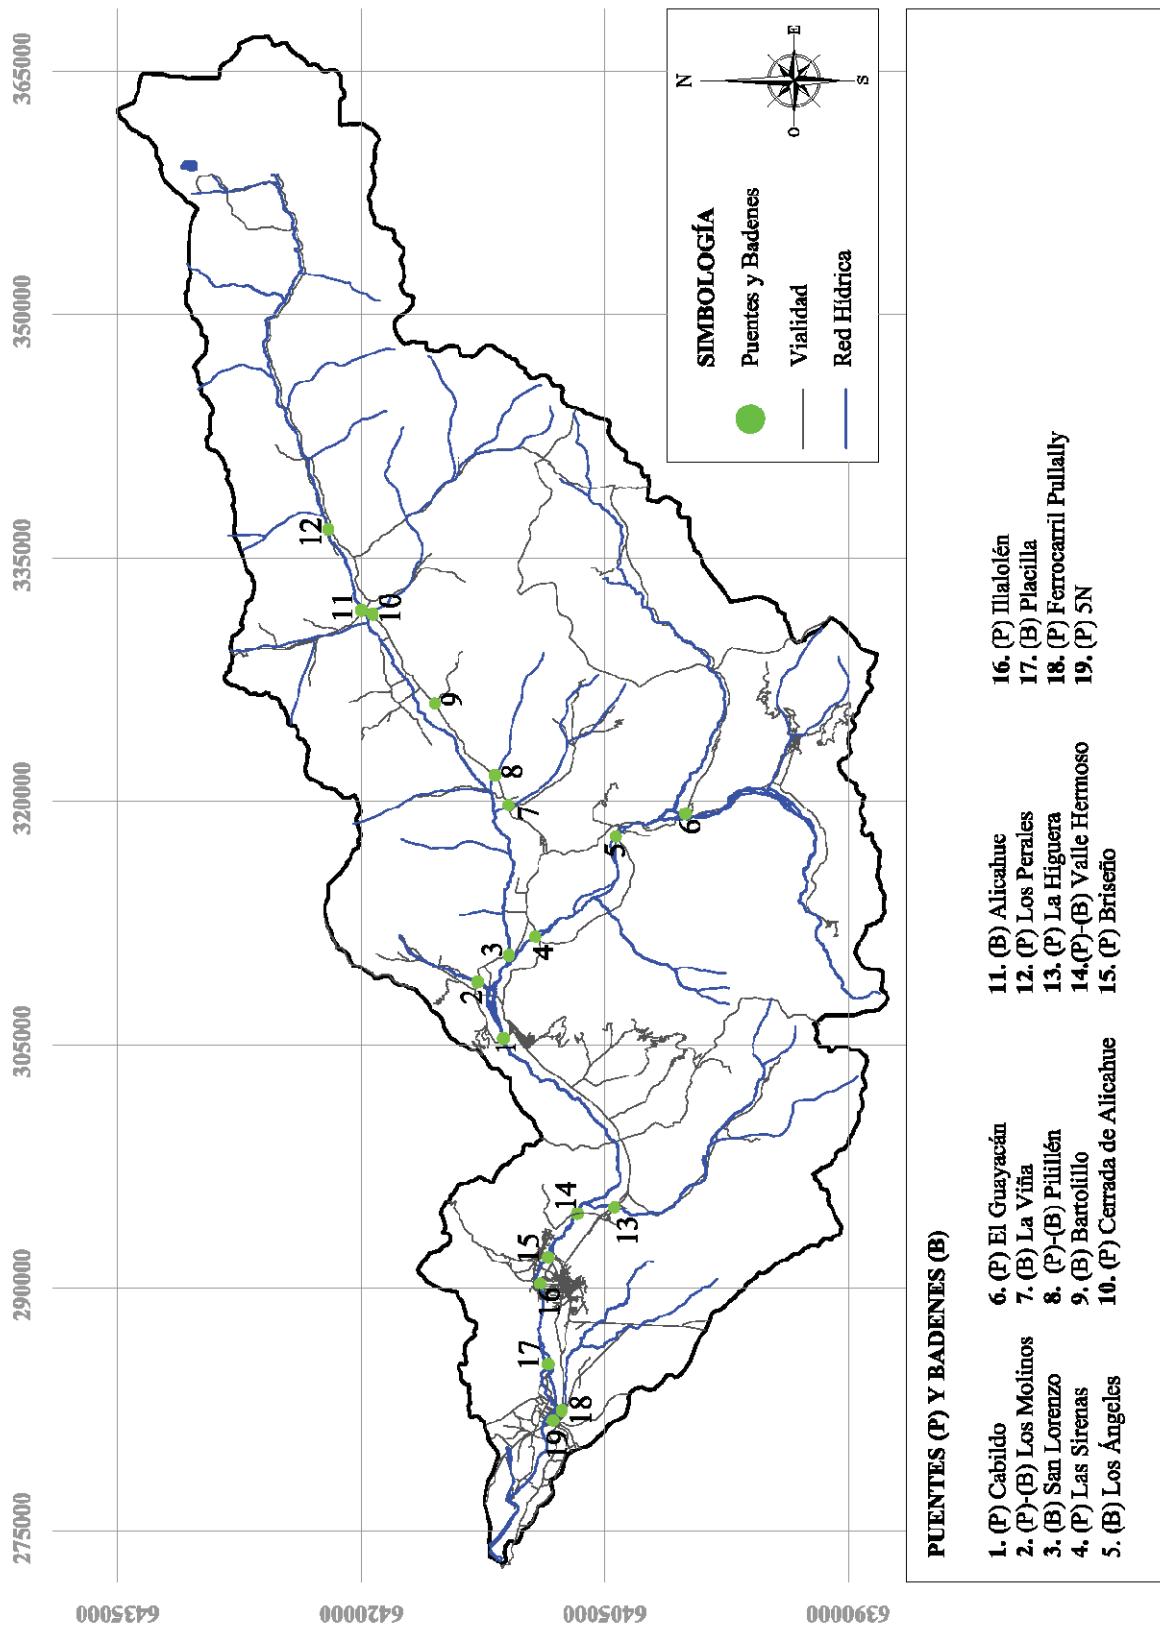 275000
290000
305000
320000
335000
350000
365000
6435000
6420000
6405000
6390000
1
2
3
4
5
6
7
8
9
10
11
12
13
14
15
16
17
18
19
SIMBOLOGÍA
Puentes y Badenes
Vialidad
Red Hídrica
N
O
E
S
PUENTES (P) Y BADENES (B)
1. (P) Cabildo
2. (P)-(B) Los Molinos
3. (B) San Lorenzo
4. (P) Las Sirenas
5. (B) Los Ángeles
6. (P) El Guayacán
7. (B) La Viña
8. (P)-(B) Pilillén
9. (B) Bartolillo
10. (P) Cerrada de Alicahue
11. (B) Alicahue
12. (P) Los Perales
13. (P) La Higuera
14.(P)-(B) Valle Hermoso
15. (P) Briseño
16. (P) Illalolén
17. (B) Placilla
18. (P) Ferrocarril Pullally
19. (P) 5N